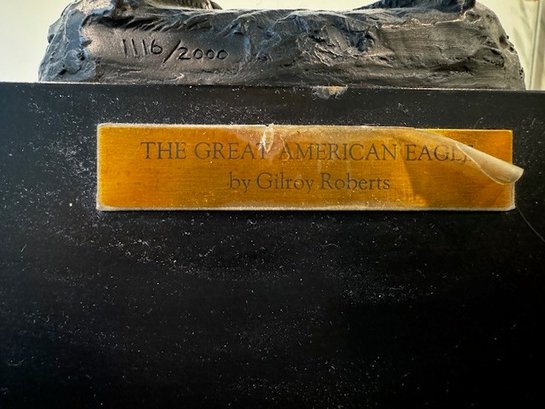 1116/2000
THE GREAT AMERICAN EAGLE
by Gilroy Roberts